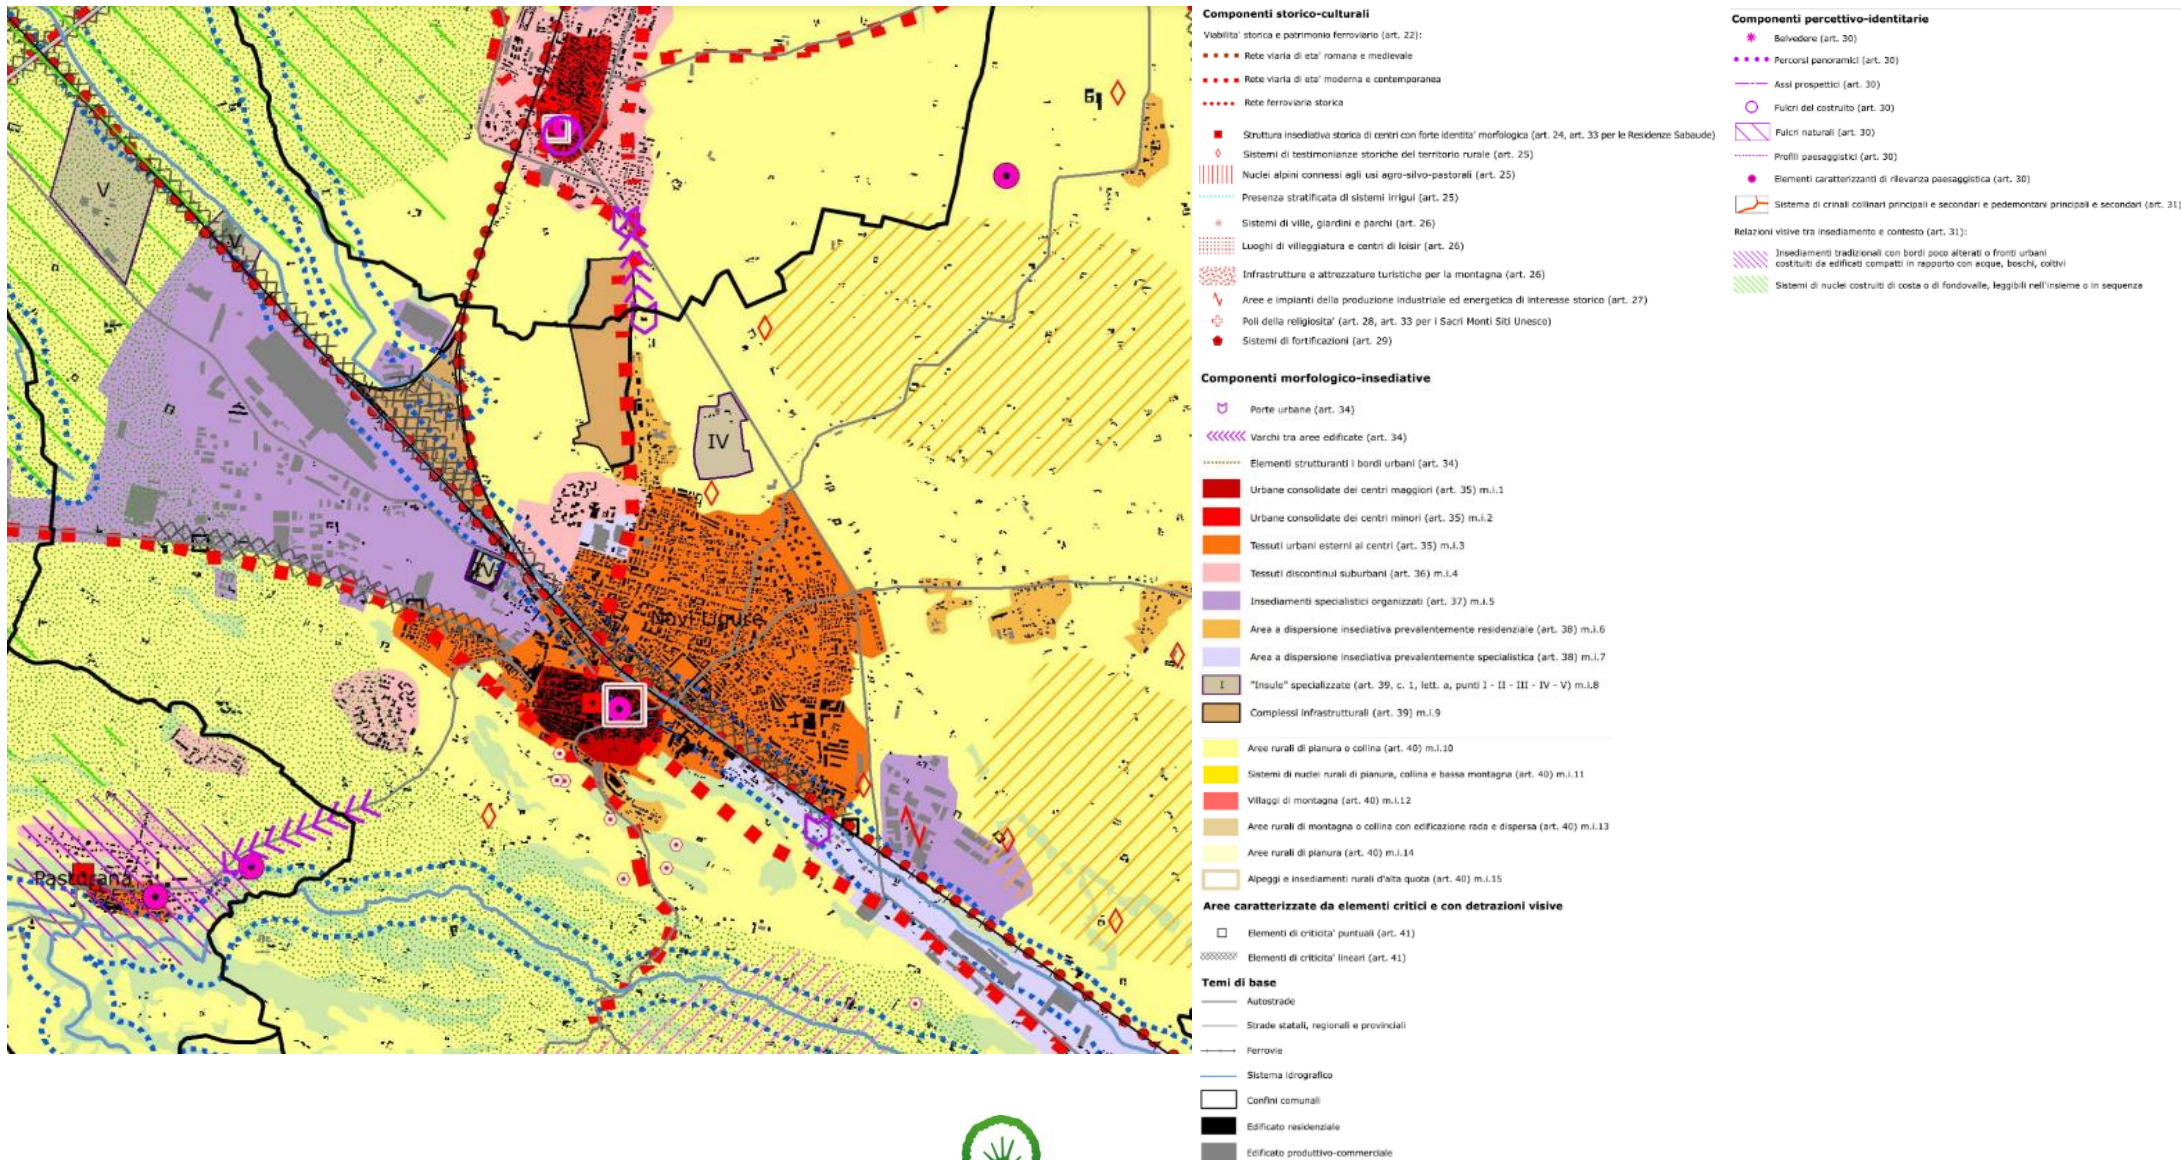 V
V
IV
IV
Novi Ligure
Pasturana
Componenti storico-culturali
Viabilita' storica e patrimonio ferroviario (art. 22):
Rete viaria di eta' romana e medievale
Rete viaria di eta' moderna e contemporanea
Rete ferroviaria storica
Struttura insediativa storica di centri con forte identita' morfologica (art. 24, art. 33 per le Residenze Sabaude)
Sistemi di testimonianze storiche del territorio rurale (art. 25)
Nuclei alpini connessi agli usi agro-silvo-pastorali (art. 25)
Presenza stratificata di sistemi irrigui (art. 25)
Sistemi di ville, giardini e parchi (art. 26)
Luoghi di villeggiatura e centri di loisir (art. 26)
Infrastrutture e attrezzature turistiche per la montagna (art. 26)
Aree e impianti della produzione industriale ed energetica di interesse storico (art. 27)
Poli della religiosita' (art. 28, art. 33 per i Sacri Monti Siti Unesco)
Sistemi di fortificazioni (art. 29)
Componenti morfologico-insediative
Porte urbane (art. 34)
Varchi tra aree edificate (art. 34)
Elementi strutturanti i bordi urbani (art. 34)
Urbane consolidate dei centri maggiori (art. 35) m.i.1
Urbane consolidate dei centri minori (art. 35) m.i.2
Tessuti urbani esterni ai centri (art. 35) m.i.3
Tessuti discontinui suburbani (art. 36) m.i.4
Insediamenti specialistici organizzati (art. 37) m.i.5
Area a dispersione insediativa prevalentemente residenziale (art. 38) m.i.6
Area a dispersione insediativa prevalentemente specialistica (art. 38) m.i.7
I "Insule" specializzate (art. 39, c. 1, lett. a, punti I - II - III - IV - V) m.i.8
Complessi infrastrutturali (art. 39) m.i.9
Aree rurali di pianura o collina (art. 40) m.i.10
Sistemi di nuclei rurali di pianura, collina e bassa montagna (art. 40) m.i.11
Villaggi di montagna (art. 40) m.i.12
Aree rurali di montagna o collina con edificazione rada e dispersa (art. 40) m.i.13
Aree rurali di pianura (art. 40) m.i.14
Alpeggi e insediamenti rurali d'alta quota (art. 40) m.i.15
Aree caratterizzate da elementi critici e con detrazioni visive
Elementi di criticita' puntuali (art. 41)
Elementi di criticita' lineari (art. 41)
Temi di base
Autostrade
Strade statali, regionali e provinciali
Ferrovie
Sistema idrografico
Confini comunali
Edificato residenziale
Edificato produttivo-commerciale
Componenti percettivo-identitarie
Belvedere (art. 30)
Percorsi panoramici (art. 30)
Assi prospettici (art. 30)
Fulcri del costruito (art. 30)
Fulcri naturali (art. 30)
Profili paesaggistici (art. 30)
Elementi caratterizzanti di rilevanza paesaggistica (art. 30)
Sistema di crinali collinari principali e secondari e pedemontani principali e secondari (art. 31)
Relazioni visive tra insediamento e contesto (art. 31):
Insediamenti tradizionali con bordi poco alterati o fronti urbani
costituiti da edificati compatti in rapporto con acque, boschi, coltivi
Sistemi di nuclei costruiti di costa o di fondovalle, leggibili nell'insieme o in sequenza